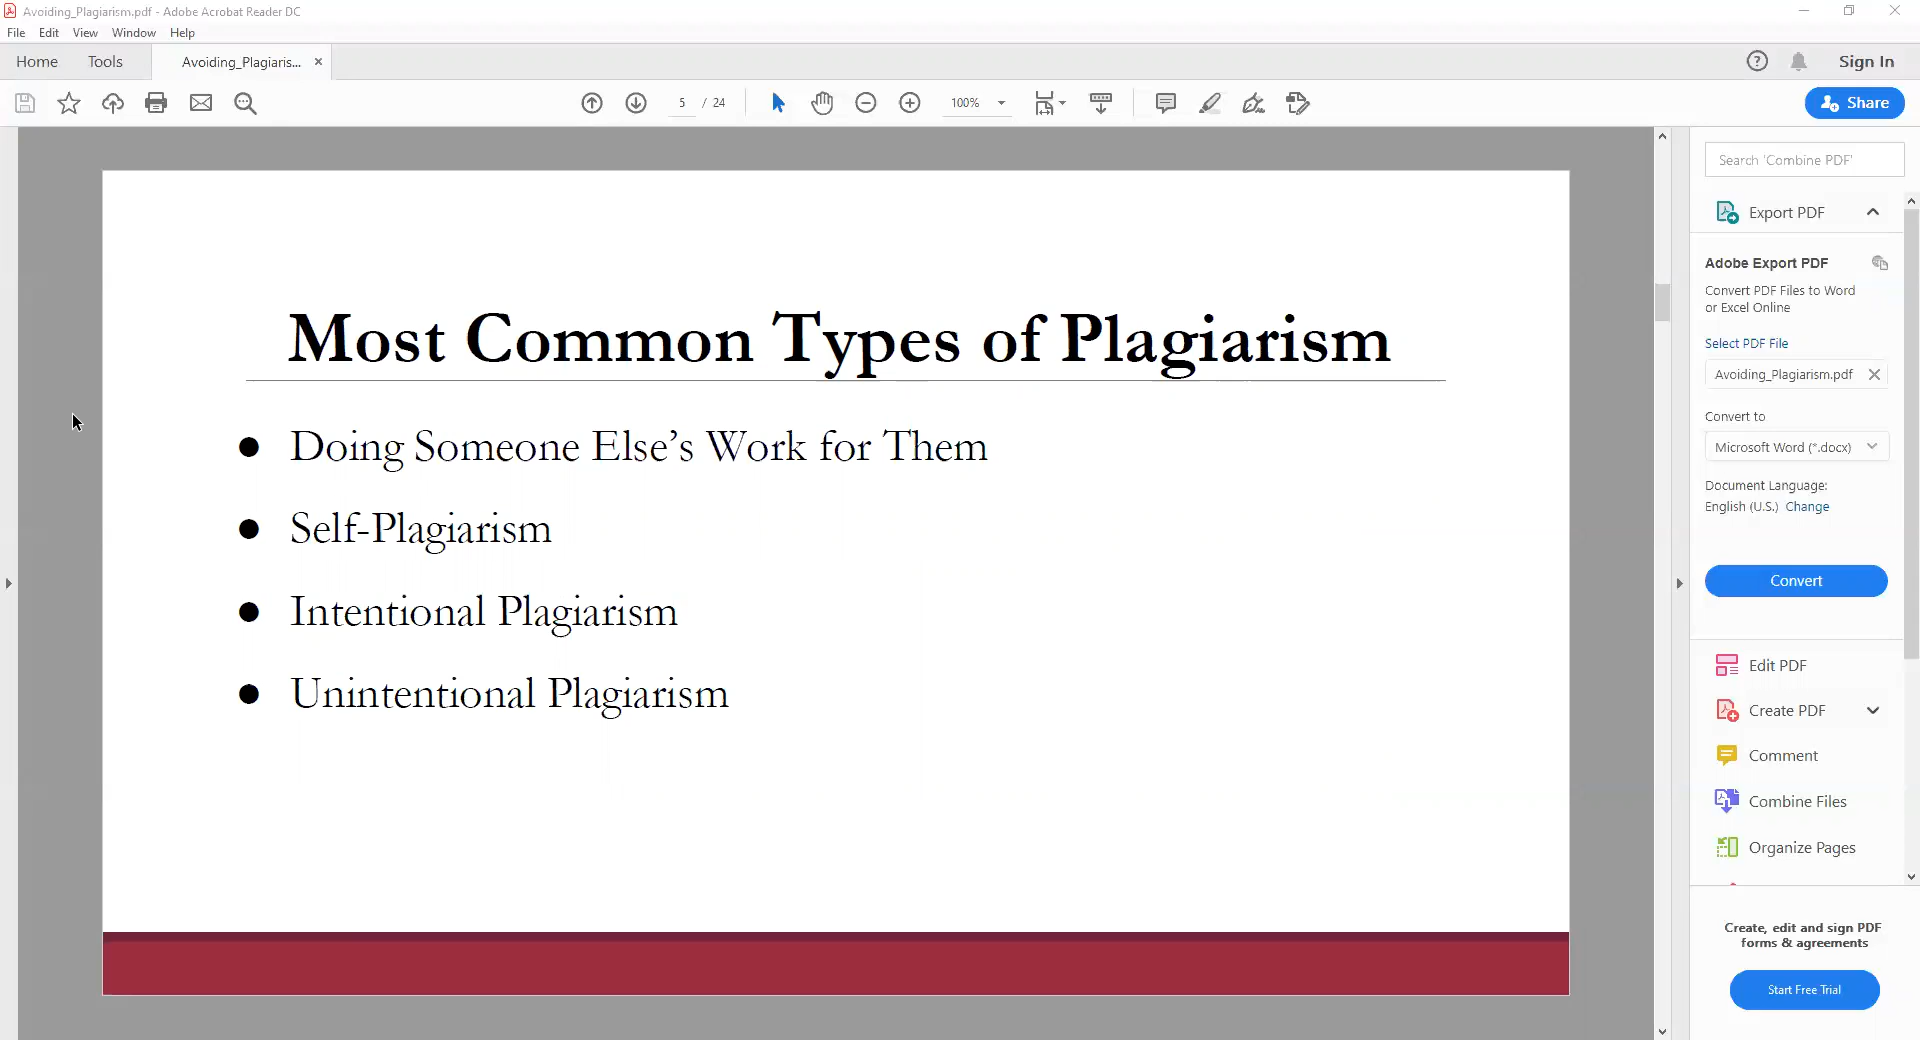 Avoiding_Plagiarism.pdf - Adobe Acrobat Reader DC
File Edit View Window Help
Home Tools Avoiding_Plagiaris... × Sign In
5 / 24 100% Share
Search 'Combine PDF'
Export PDF
Adobe Export PDF
Convert PDF Files to Word
or Excel Online
Select PDF File
Avoiding_Plagiarism.pdf
Convert to
Microsoft Word (*.docx)
Document Language:
English (U.S.) Change
Convert
Edit PDF
Create PDF
Comment
Combine Files
Organize Pages
Create, edit and sign PDF
forms & agreements
Start Free Trial
Most Common Types of Plagiarism
● Doing Someone Else’s Work for Them
● Self-Plagiarism
● Intentional Plagiarism
● Unintentional Plagiarism